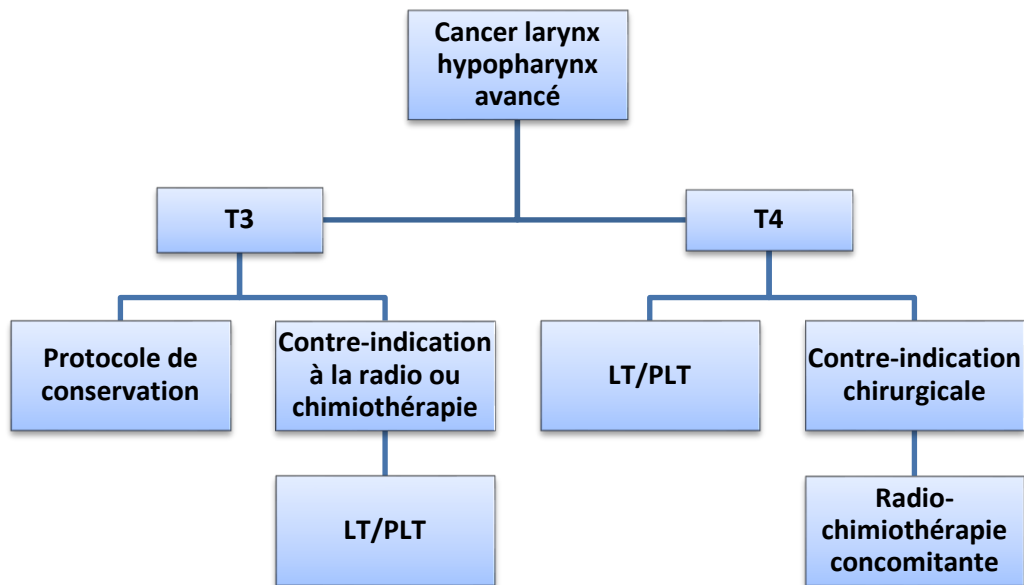 Cancer larynx
hypopharynx
avancé
T3
T4
Protocole de
conservation
Contre-indication
à la radio ou
chimiothérapie
LT/PLT
Contre-indication
chirurgicale
LT/PLT
Radio-
chimiothérapie
concomitante